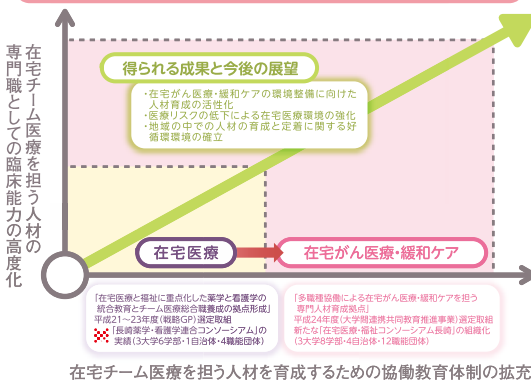 在宅チーム医療を担う人材の
専門職としての臨床能力の高度化
得られる成果と今後の展望
・在宅がん医療・緩和ケアの環境整備に向けた
人材育成の活性化
・医療リスクの低下による在宅医療環境の強化
・地域の中での人材の育成と定着に関する好
循環環境の確立
在宅医療
在宅がん医療・緩和ケア
「在宅医療と福祉に重点化した薬学と看護学の
統合教育とチーム医療総合職養成の拠点形成」
平成21〜23年度(戦略GP)選定取組
「長崎薬学・看護学連合コンソーシアム」の
実績(3大学6学部・1自治体・4職能団体)
「多職種協働による在宅がん医療・緩和ケアを担う
専門人材育成拠点」
平成24年度(大学間連携共同教育推進事業)選定取組
新たな「在宅医療・福祉コンソーシアム長崎」の組織化
(3大学8学部・4自治体・12職能団体)
在宅チーム医療を担う人材を育成するための協働教育体制の拡充